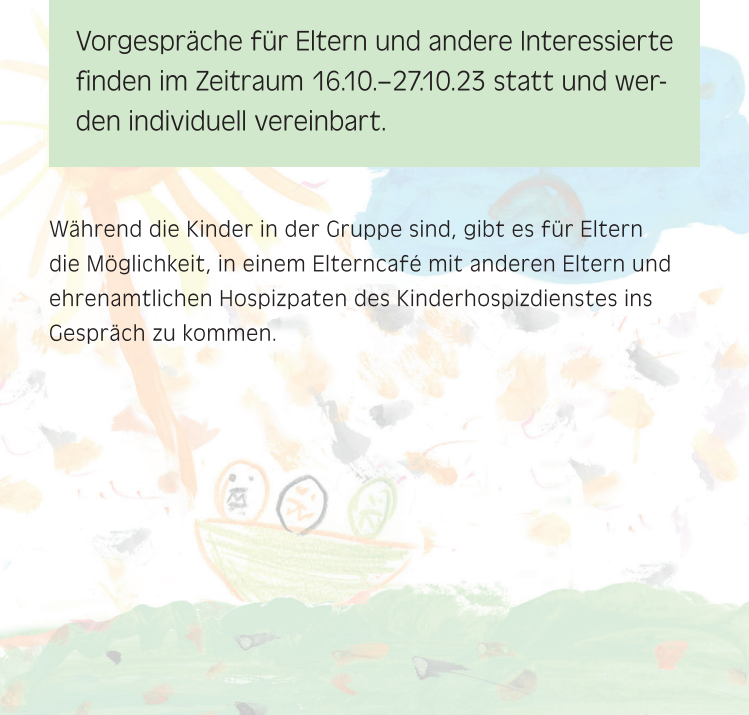 Vorgespräche für Eltern und andere Interessierte
finden im Zeitraum 16.10.–27.10.23 statt und wer-
den individuell vereinbart.
Während die Kinder in der Gruppe sind, gibt es für Eltern
die Möglichkeit, in einem Elterncafé mit anderen Eltern und
ehrenamtlichen Hospizpaten des Kinderhospizdienstes ins
Gespräch zu kommen.